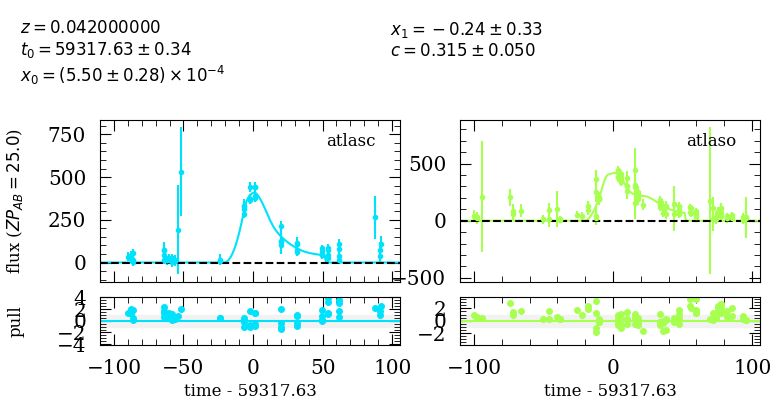 z = 0.042000000
t₀ = 59317.63 ± 0.34
x₀ = (5.50 ± 0.28) × 10⁻⁴
x₁ = −0.24 ± 0.33
c = 0.315 ± 0.050
flux (ZP_AB = 25.0)
750
500
250
0
atlasc
500
0
−500
atlaso
pull
4
2
0
−2
−4
2
0
−2
−100 −50 0 50 100
−100 0 100
time - 59317.63
time - 59317.63